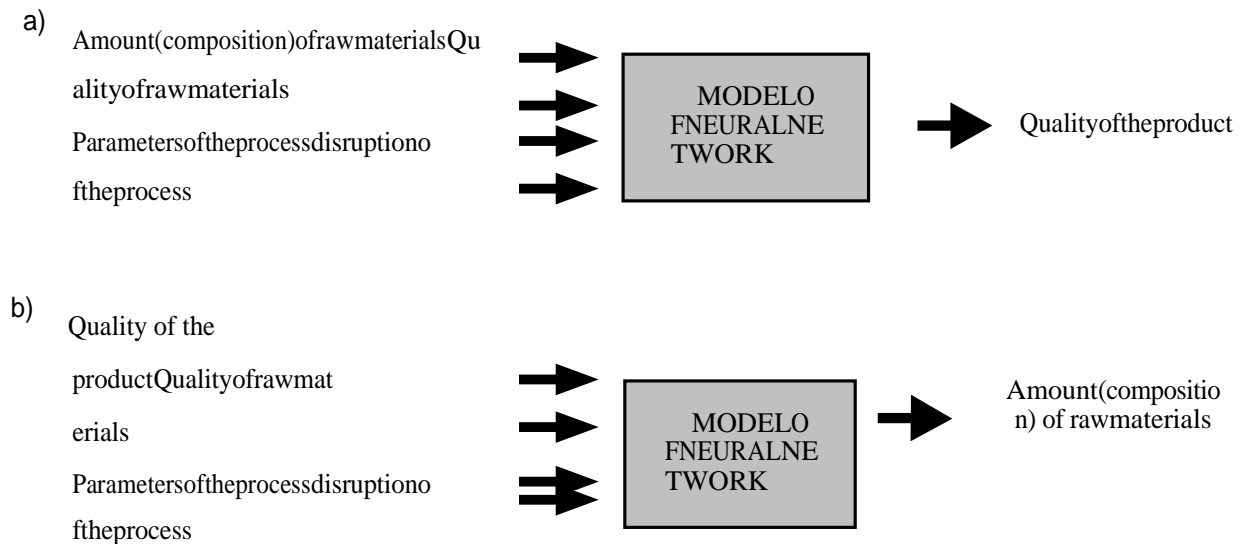 a)
Amount(composition)ofrawmaterialsQu
alityofrawmaterials
Parametersoftheprocessdisruptiono
ftheprocess
MODELO
FNEURALNE
TWORK
Qualityoftheproduct
b)
Quality of the
productQualityofrawmat
erials
Parametersoftheprocessdisruptiono
ftheprocess
MODELO
FNEURALNE
TWORK
Amount(compositio
n) of rawmaterials